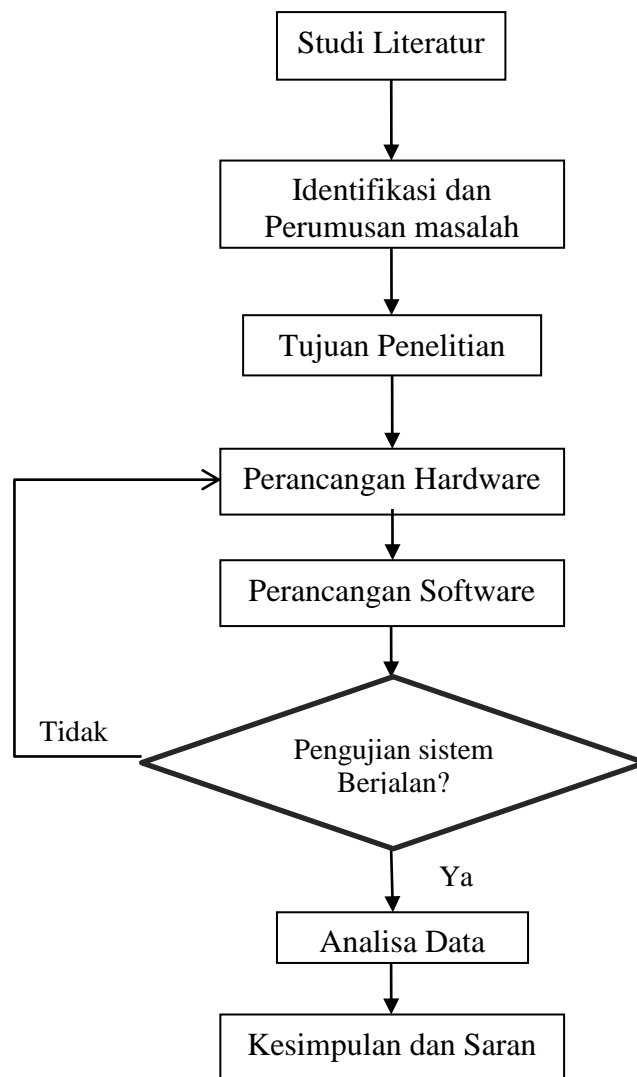 Studi Literatur
Identifikasi dan
Perumusan masalah
Tujuan Penelitian
Perancangan Hardware
Perancangan Software
Tidak
Pengujian sistem
Berjalan?
Ya
Analisa Data
Kesimpulan dan Saran